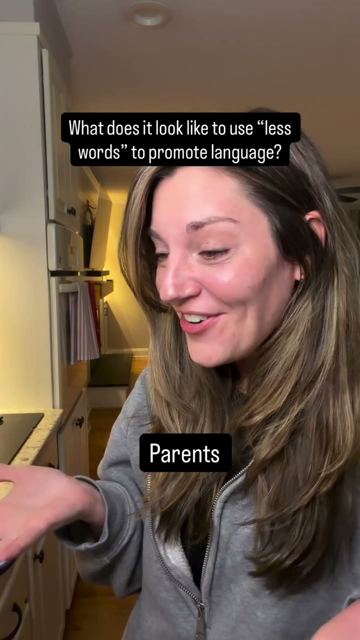 What does it look like to use “less
words” to promote language?
Parents